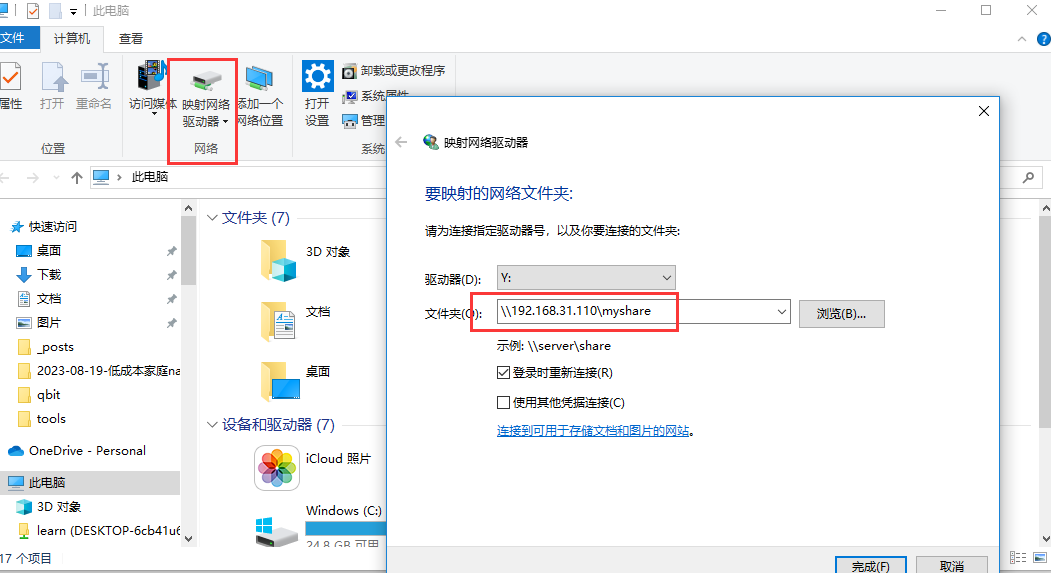 此电脑
文件 计算机 查看
属性
打开
重命名
访问媒体
映射网络
驱动器
添加一个
网络位置
打开
设置
卸载或更改程序
系统属性
管理
位置
网络
系统
此电脑
快速访问
桌面
下载
文档
图片
_posts
2023-08-19-低成本家庭na
qbit
tools
OneDrive - Personal
此电脑
3D 对象
learn (DESKTOP-6cb41u6
17 个项目
文件夹 (7)
3D 对象
文档
桌面
设备和驱动器 (7)
iCloud 照片
Windows (C:)
24.8 GB 可用
映射网络驱动器
要映射的网络文件夹:
请为连接指定驱动器号，以及你要连接的文件夹:
驱动器(D): Y:
文件夹(O): \\192.168.31.110\myshare 浏览(B)...
示例: \\server\share
登录时重新连接(R)
使用其他凭据连接(C)
连接到可用于存储文档和图片的网站。
完成(F) 取消